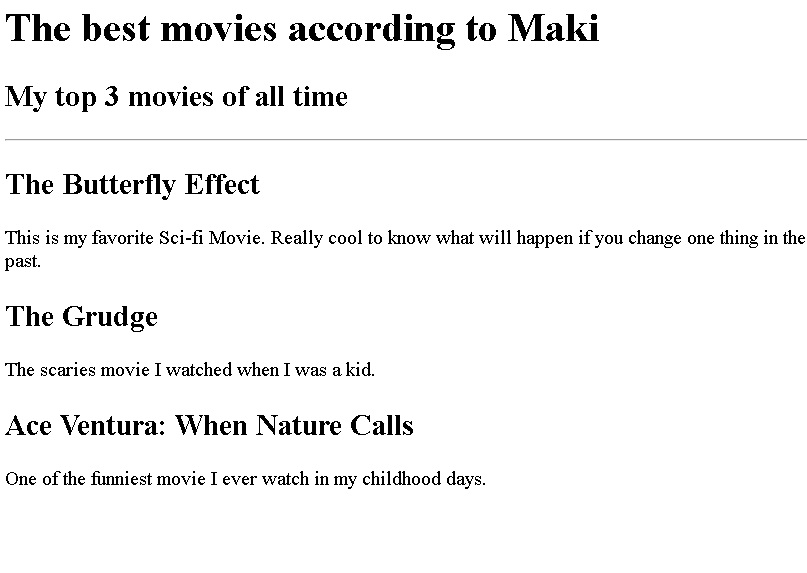 The best movies according to Maki
My top 3 movies of all time
The Butterfly Effect
This is my favorite Sci-fi Movie. Really cool to know what will happen if you change one thing in the
past.
The Grudge
The scaries movie I watched when I was a kid.
Ace Ventura: When Nature Calls
One of the funniest movie I ever watch in my childhood days.